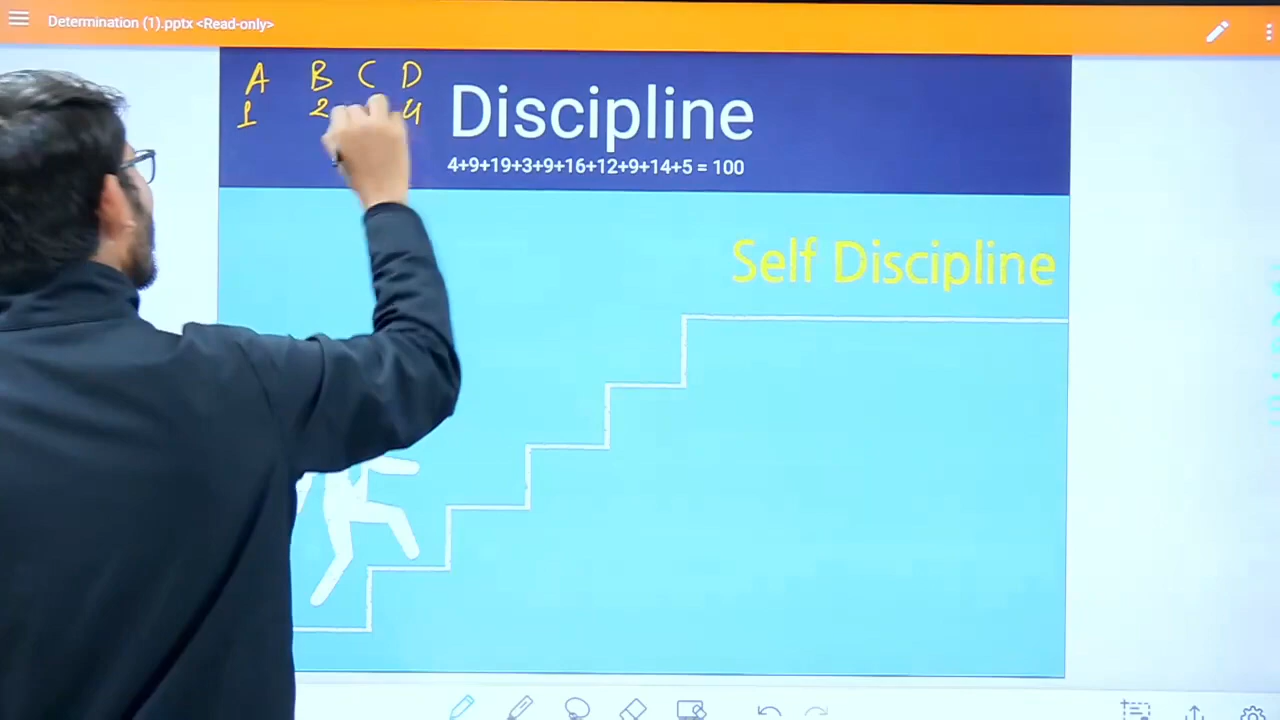 Determination (1).pptx <Read-only>
A B C D
1 2 4
Discipline
4+9+19+3+9+16+12+9+14+5 = 100
Self Discipline